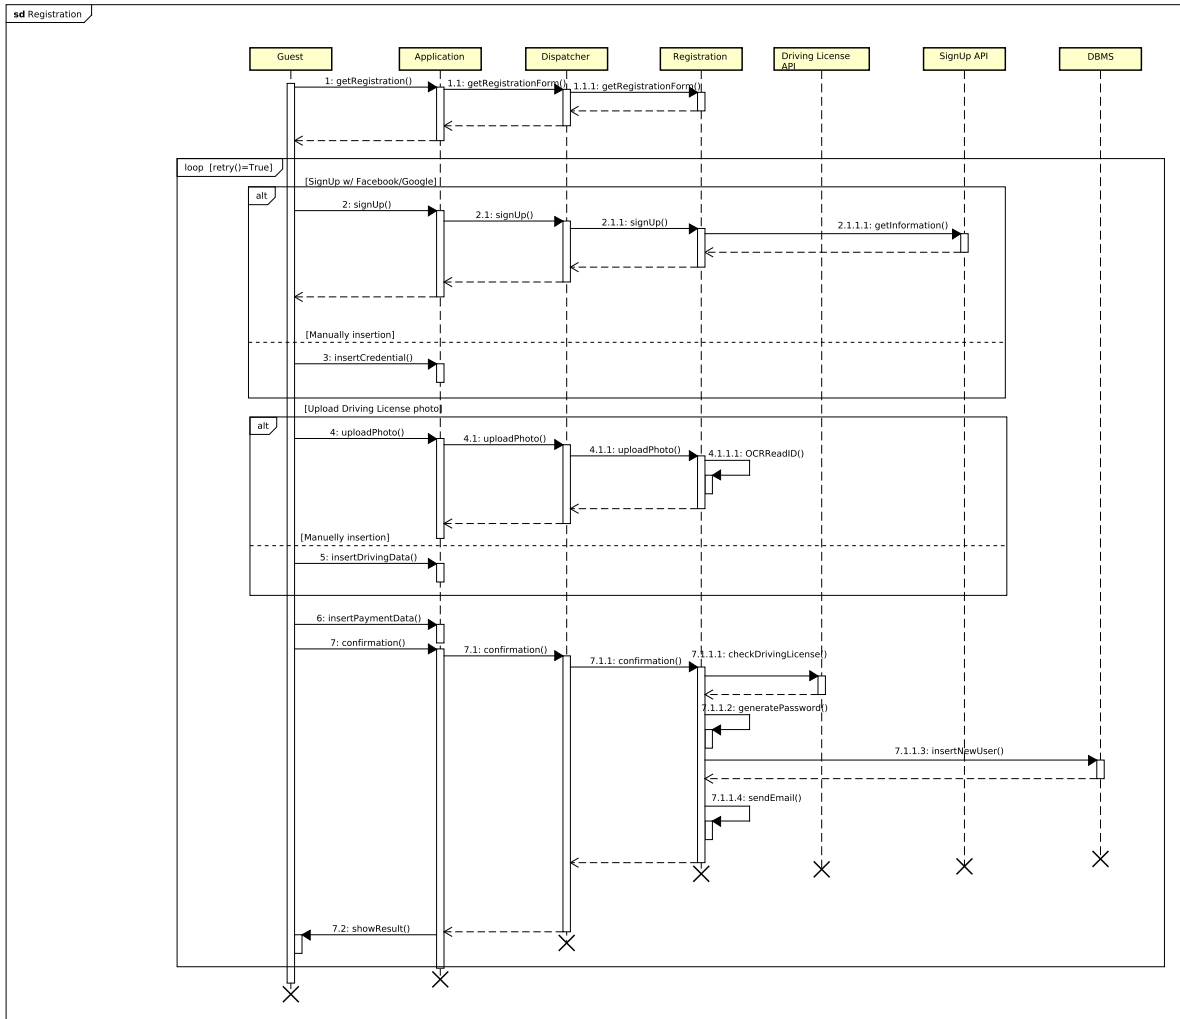 sd Registration
Guest
Application
Dispatcher
Registration
Driving License
API
SignUp API
DBMS
1: getRegistration()
1.1: getRegistrationForm()
1.1.1: getRegistrationForm()
loop [retry()=True]
[SignUp w/ Facebook/Google]
alt
2: signUp()
2.1: signUp()
2.1.1: signUp()
2.1.1.1: getInformation()
[Manually insertion]
3: insertCredential()
[Upload Driving License photo]
alt
4: uploadPhoto()
4.1: uploadPhoto()
4.1.1: uploadPhoto()
4.1.1.1: OCRReadID()
[Manuelly insertion]
5: insertDrivingData()
6: insertPaymentData()
7: confirmation()
7.1: confirmation()
7.1.1: confirmation()
7.1.1.1: checkDrivingLicense()
7.1.1.2: generatePassword()
7.1.1.3: insertNewUser()
7.1.1.4: sendEmail()
7.2: showResult()